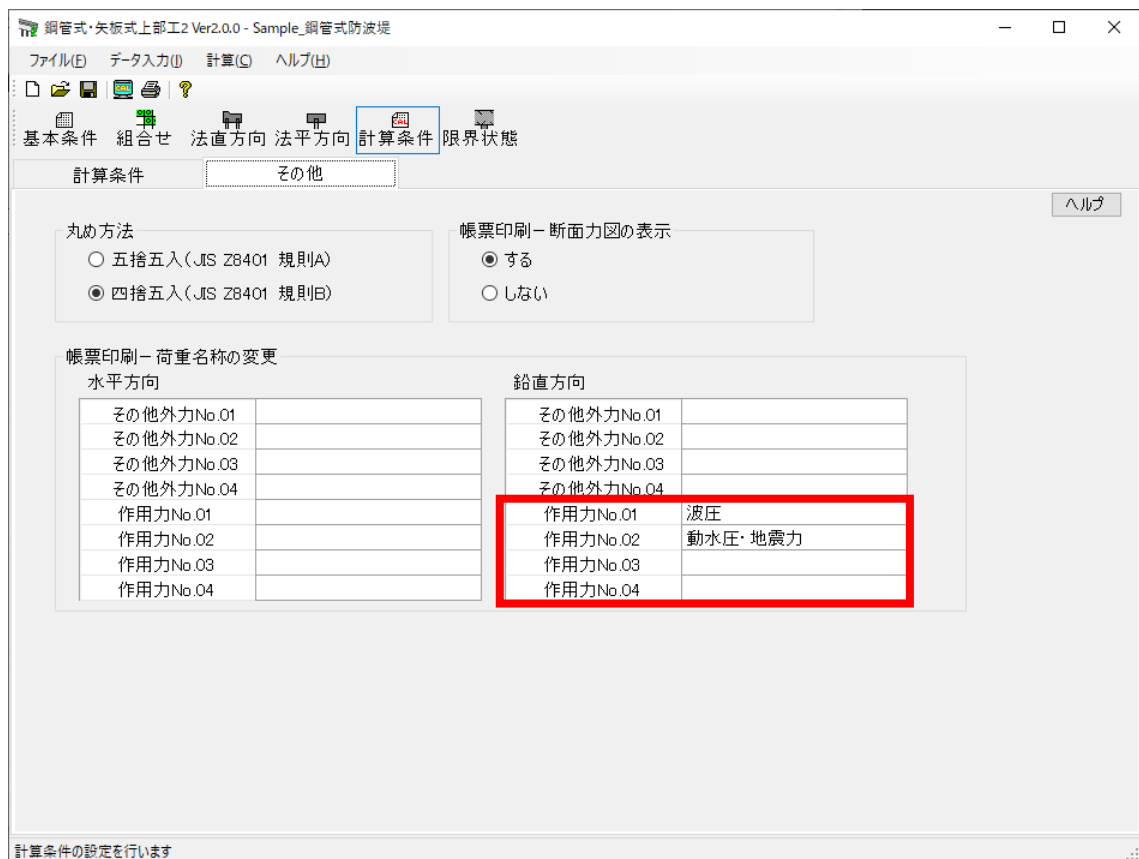 鋼管式・矢板式上部工2 Ver2.0.0 - Sample_鋼管式防波堤
ファイル(F) データ入力(I) 計算(C) ヘルプ(H)
基本条件 組合せ 法直方向 法平方向 計算条件 限界状態
計算条件 その他
ヘルプ
丸め方法
五捨五入(JIS Z8401 規則A)
四捨五入(JIS Z8401 規則B)
帳票印刷－断面力図の表示
する
しない
帳票印刷－荷重名称の変更
水平方向
その他外力No.01
その他外力No.02
その他外力No.03
その他外力No.04
作用力No.01
作用力No.02
作用力No.03
作用力No.04
鉛直方向
その他外力No.01
その他外力No.02
その他外力No.03
その他外力No.04
作用力No.01 波圧
作用力No.02 動水圧・地震力
作用力No.03
作用力No.04
計算条件の設定を行います